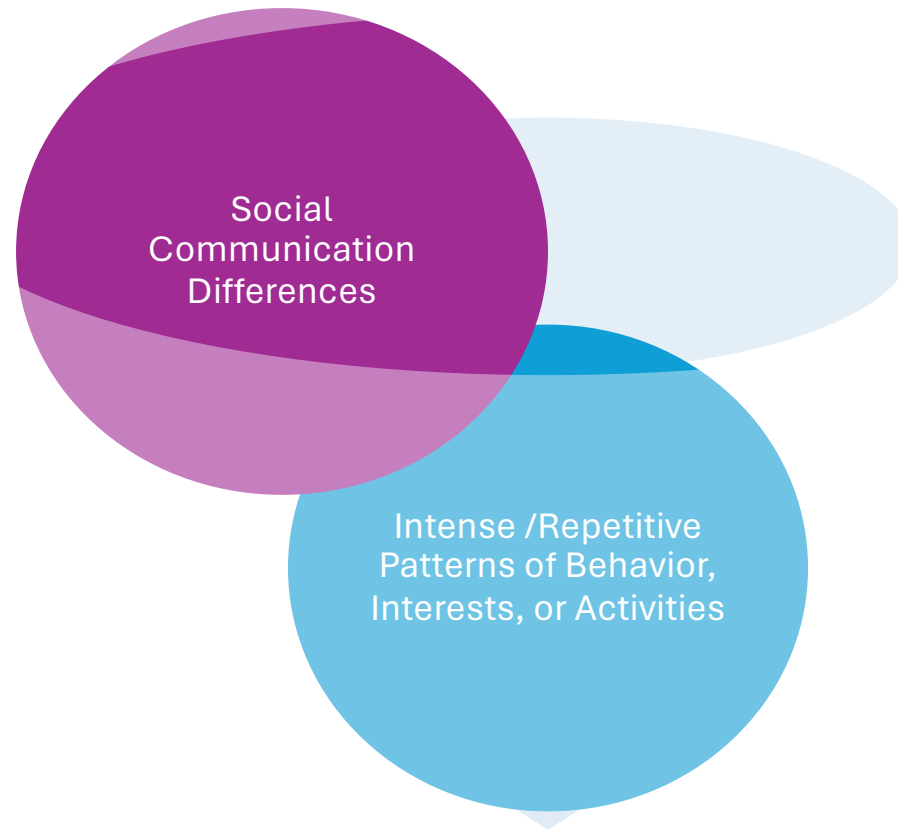 Social
Communication
Differences
Intense /Repetitive
Patterns of Behavior,
Interests, or Activities